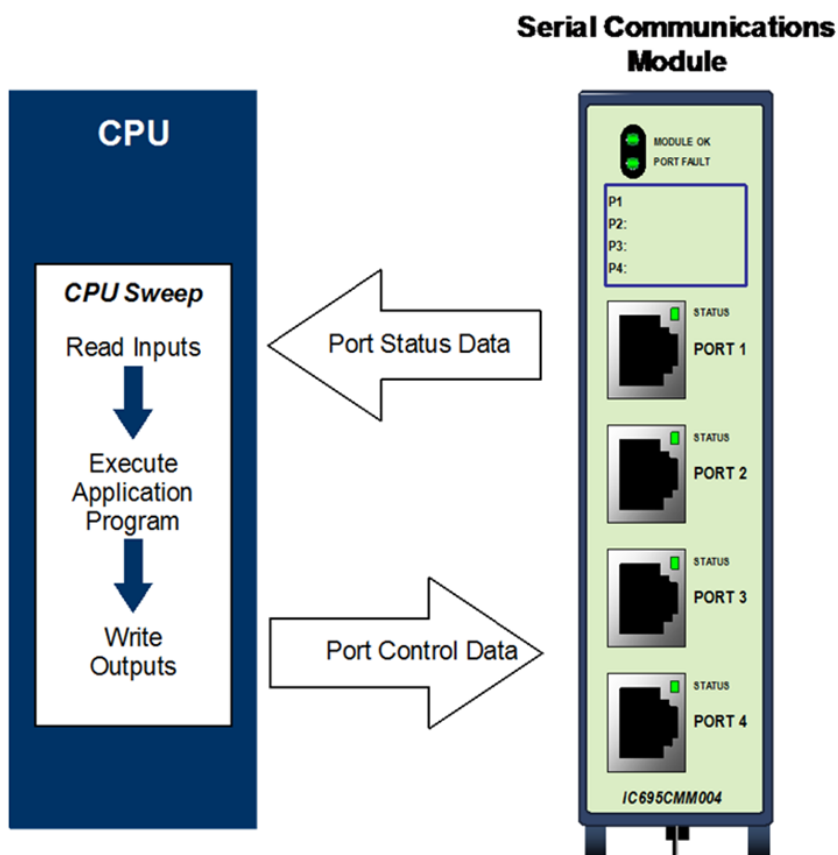 Serial Communications
Module
CPU
CPU Sweep
Read Inputs
Execute
Application
Program
Write
Outputs
Port Status Data
Port Control Data
MODULE OK
PORT FAULT
P1
P2:
P3:
P4:
STATUS
PORT 1
STATUS
PORT 2
STATUS
PORT 3
STATUS
PORT 4
IC695CMM004